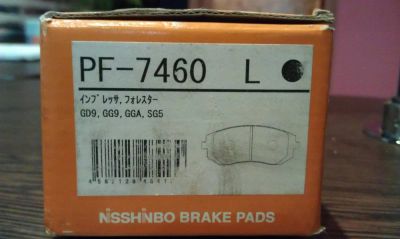 PF-7460 L
インプレッサ,フォレスター
GD9, GG9, GGA, SG5
NiSSHiNBO BRAKE PADS